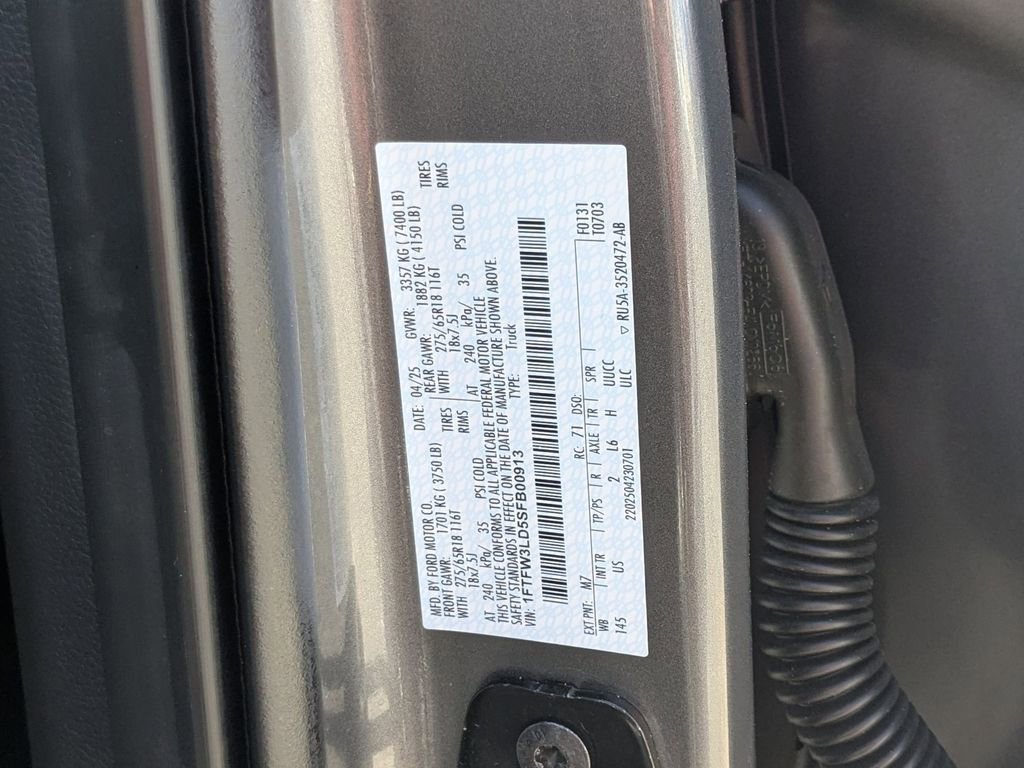 MFD. BY FORD MOTOR CO.
DATE: 04/25 GVWR: 3357 KG ( 7400 LB)
FRONT GAWR: 1701 KG ( 3750 LB) REAR GAWR: 1882 KG ( 4150 LB)
WITH 275/65R18 116T TIRES WITH 275/65R18 116T TIRES
18x7.5J RIMS 18x7.5J RIMS
AT 240 kPa/ 35 PSI COLD AT 240 kPa/ 35 PSI COLD
THIS VEHICLE CONFORMS TO ALL APPLICABLE FEDERAL MOTOR VEHICLE
SAFETY STANDARDS IN EFFECT ON THE DATE OF MANUFACTURE SHOWN ABOVE.
VIN: 1FTFW3LD5SFB00913 TYPE: Truck
F0131
T0703
EXT PNT: M7 RC: 71 DSO:
WB INT TR TP/PS R AXLE TR SPR
145 US 2 L6 H UUCC
2202504230701 ULC
▽ RU5A-3520472-AB